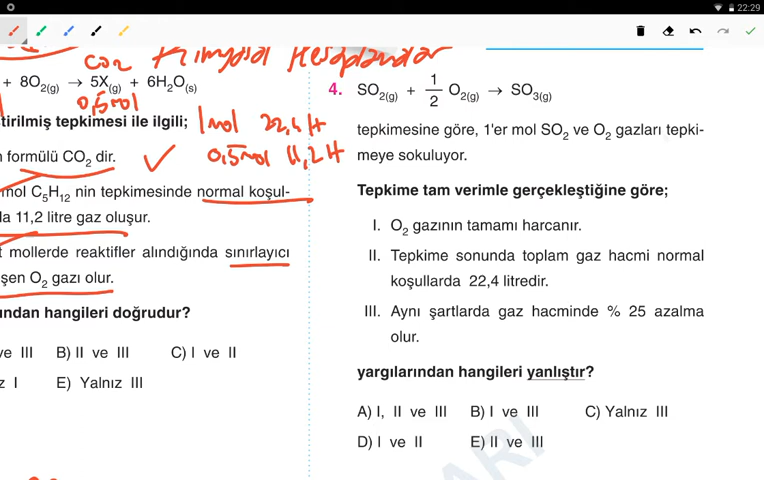 22:29
CO2 Kimyasal Hesaplamalar
+ 8O2(g) → 5X(g) + 6H2O(s)
0,5mol
tirilmiş tepkimesi ile ilgili;
1mol 22,4 lt
formülü CO2 dir.
0,5mol 11,2 lt
mol C5H12 nin tepkimesinde normal koşul-
da 11,2 litre gaz oluşur.
t mollerde reaktifler alındığında sınırlayıcı
şen O2 gazı olur.
ından hangileri doğrudur?
ve III B) II ve III C) I ve II
z I E) Yalnız III
4. SO2(g) + 1/2 O2(g) → SO3(g)
tepkimesine göre, 1'er mol SO2 ve O2 gazları tepki-
meye sokuluyor.
Tepkime tam verimle gerçekleştiğine göre;
I. O2 gazının tamamı harcanır.
II. Tepkime sonunda toplam gaz hacmi normal
koşullarda 22,4 litredir.
III. Aynı şartlarda gaz hacminde % 25 azalma
olur.
yargılarından hangileri yanlıştır?
A) I, II ve III B) I ve III C) Yalnız III
D) I ve II E) II ve III
ARI